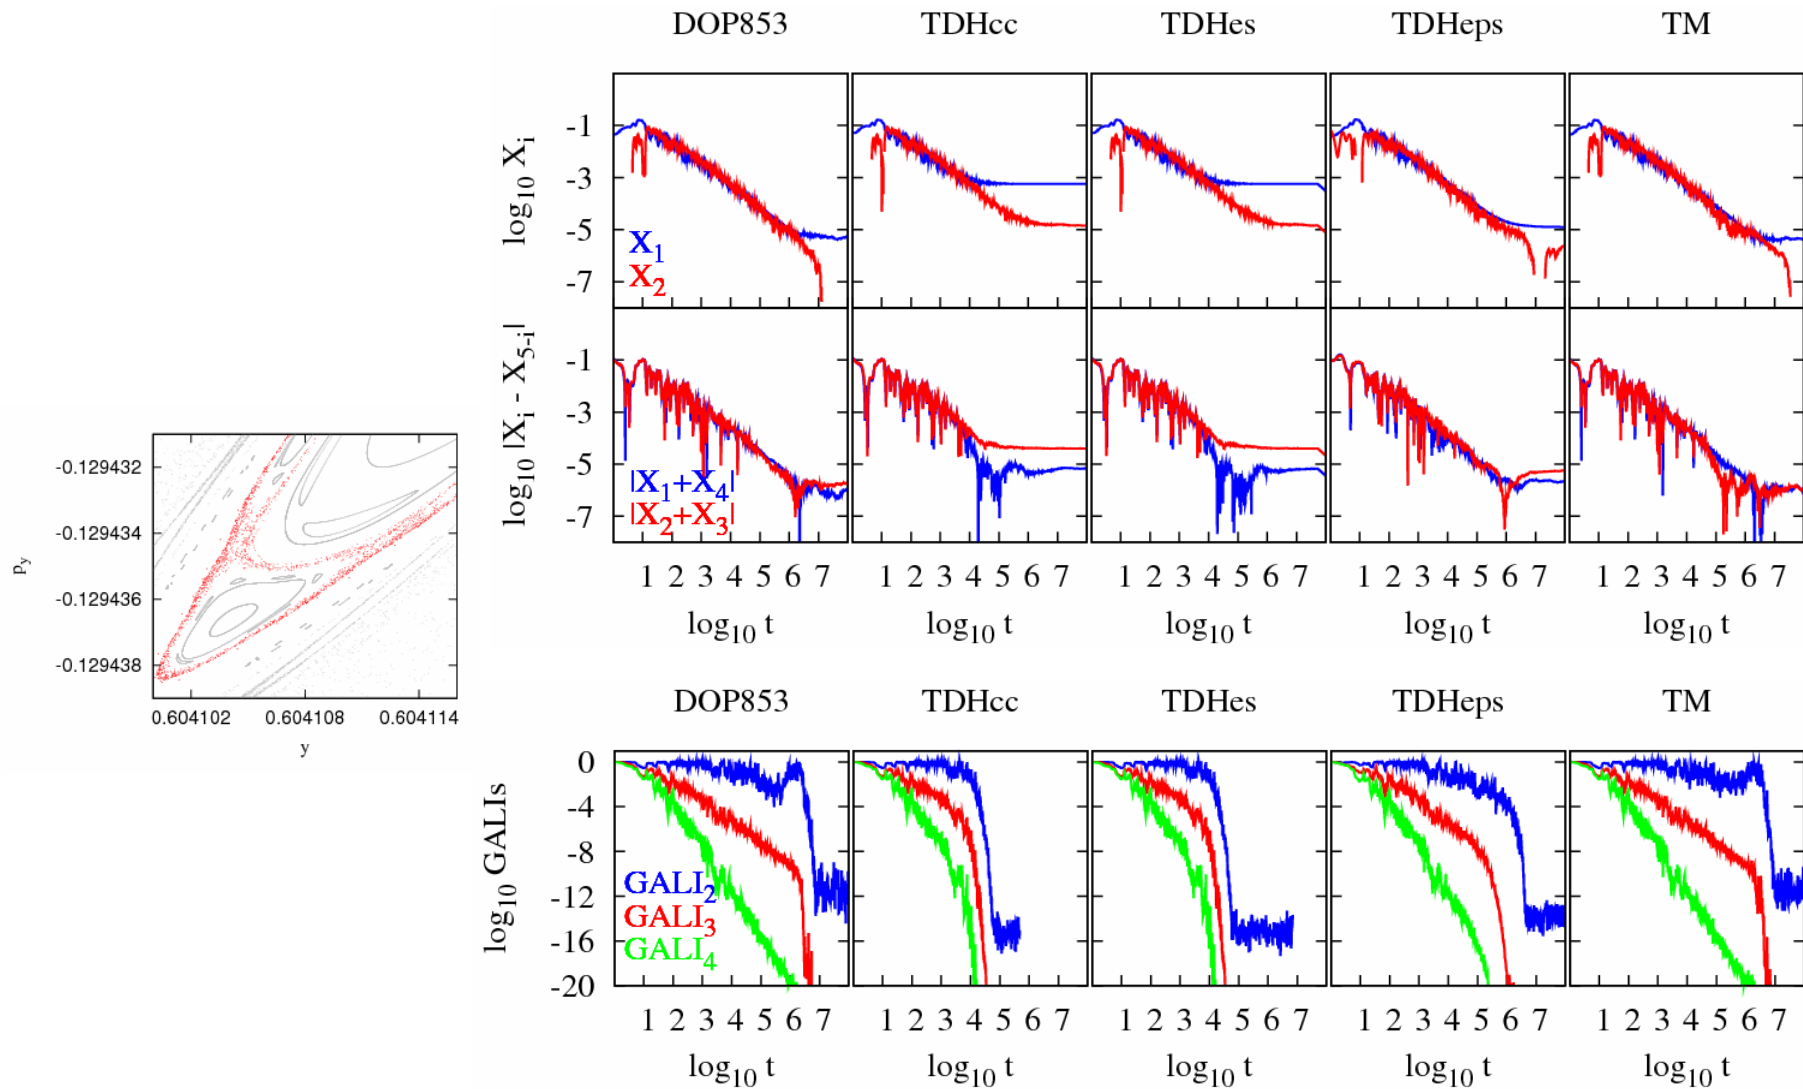 DOP853 TDHcc TDHes TDHeps TM
log10 Xi
-1
-3
-5
-7
X1
X2
log10 |Xi - X5-i|
-1
-3
-5
-7
|X1+X4|
|X2+X3|
1 2 3 4 5 6 7 1 2 3 4 5 6 7 1 2 3 4 5 6 7 1 2 3 4 5 6 7 1 2 3 4 5 6 7
log10 t log10 t log10 t log10 t log10 t
-0.129432
-0.129434
-0.129436
-0.129438
py
0.604102 0.604108 0.604114
y
DOP853 TDHcc TDHes TDHeps TM
log10 GALIs
0
-4
-8
-12
-16
-20
GALI2
GALI3
GALI4
1 2 3 4 5 6 7 1 2 3 4 5 6 7 1 2 3 4 5 6 7 1 2 3 4 5 6 7 1 2 3 4 5 6 7
log10 t log10 t log10 t log10 t log10 t